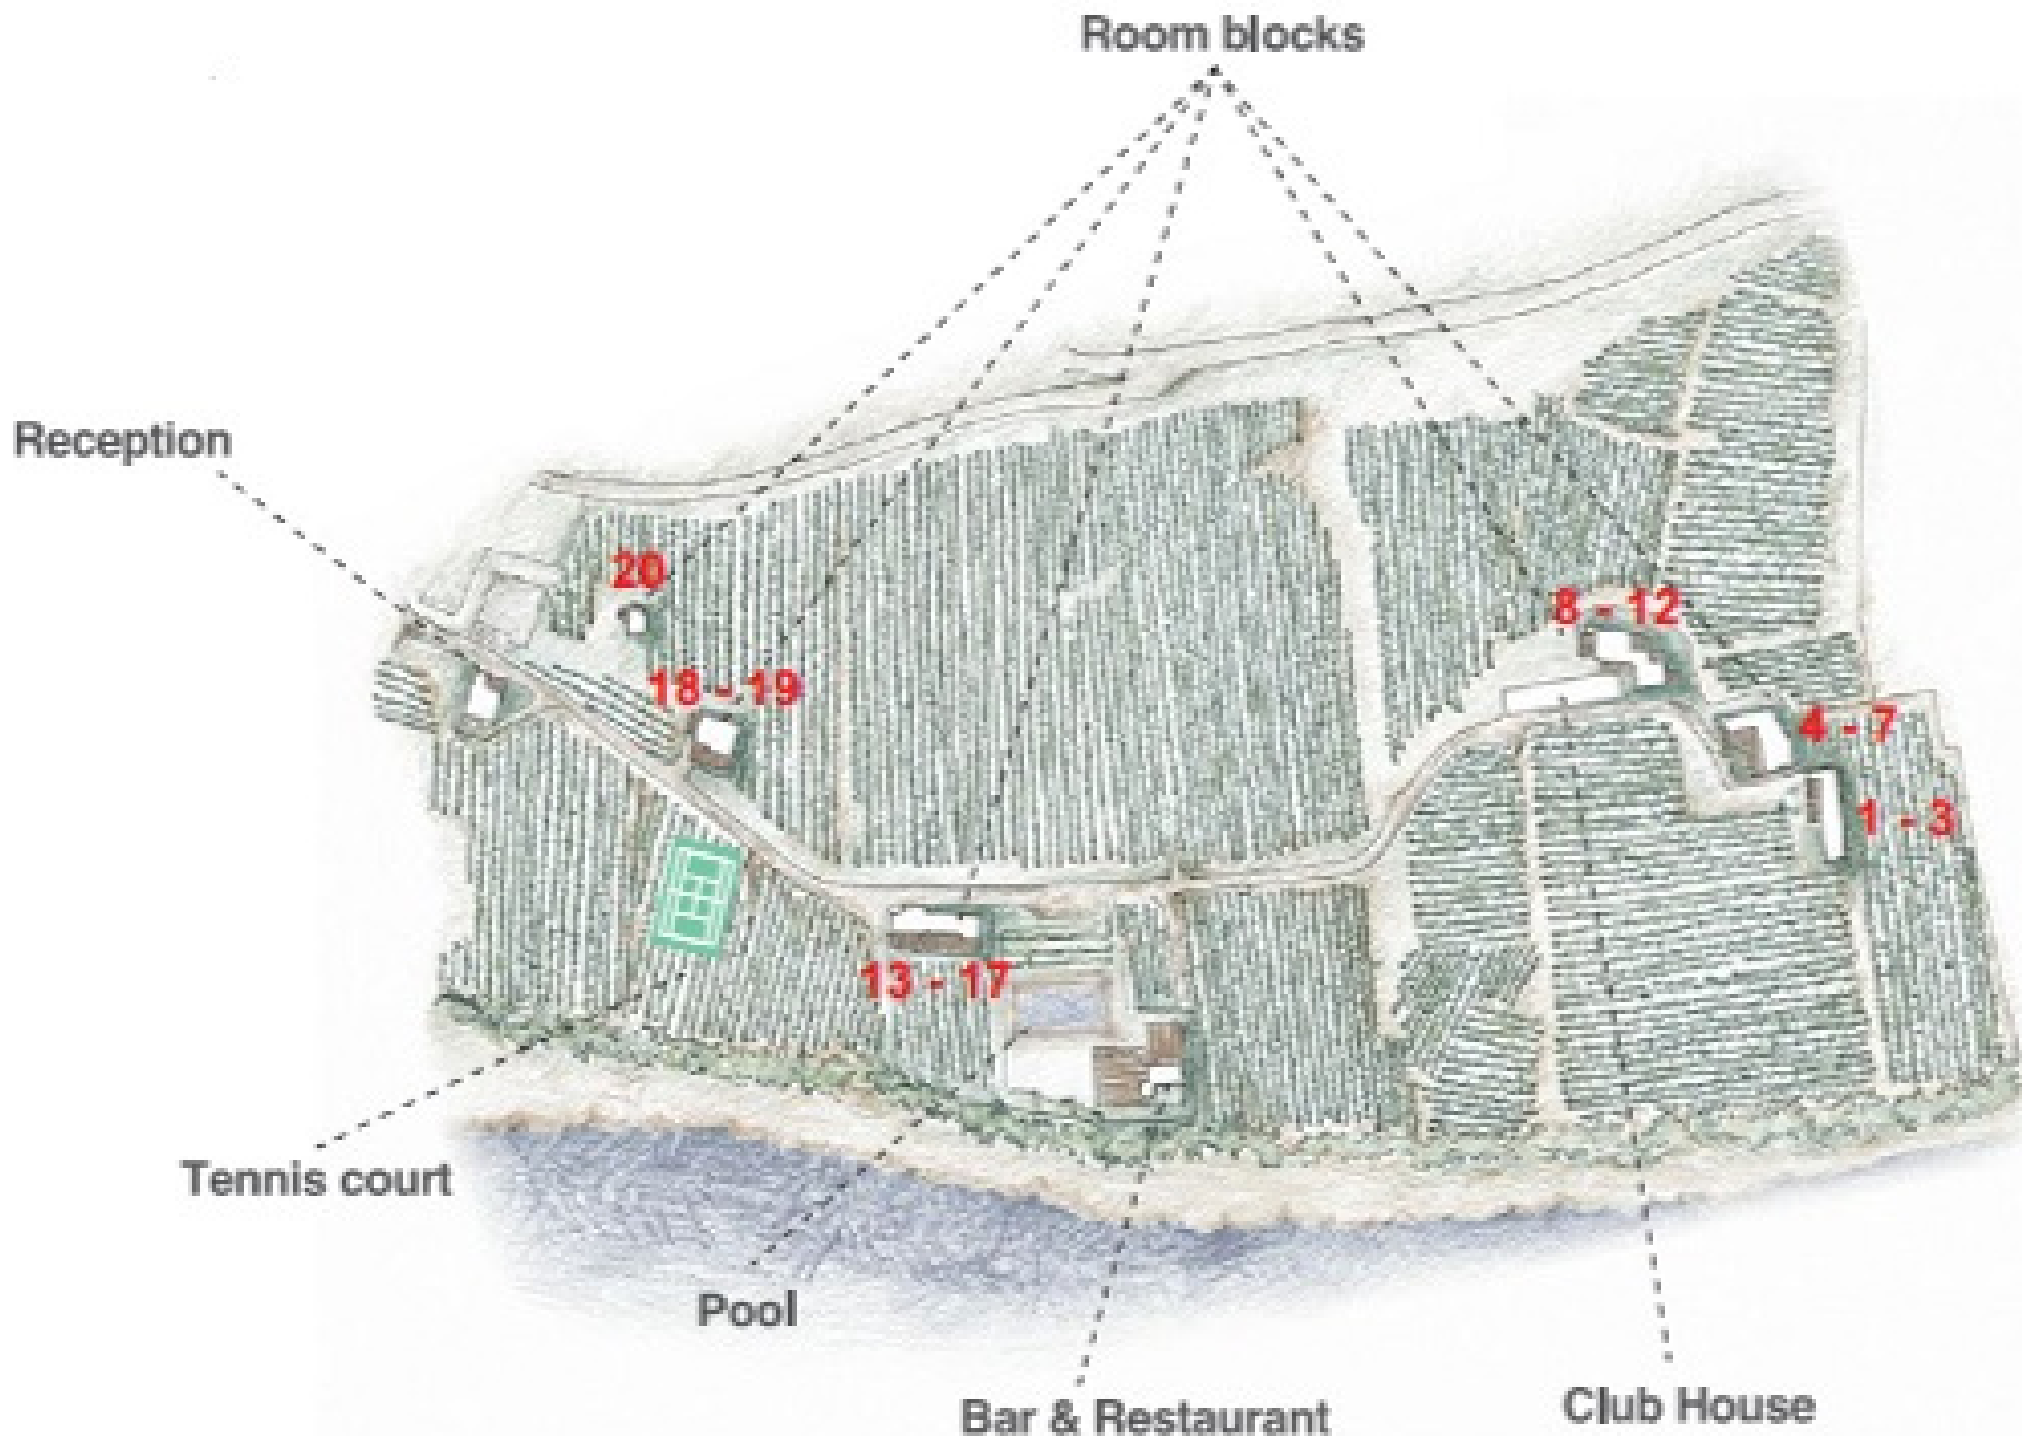 Room blocks
Reception
20
18 - 19
8 - 12
4 - 7
1 - 3
13 - 17
Tennis court
Pool
Bar & Restaurant
Club House